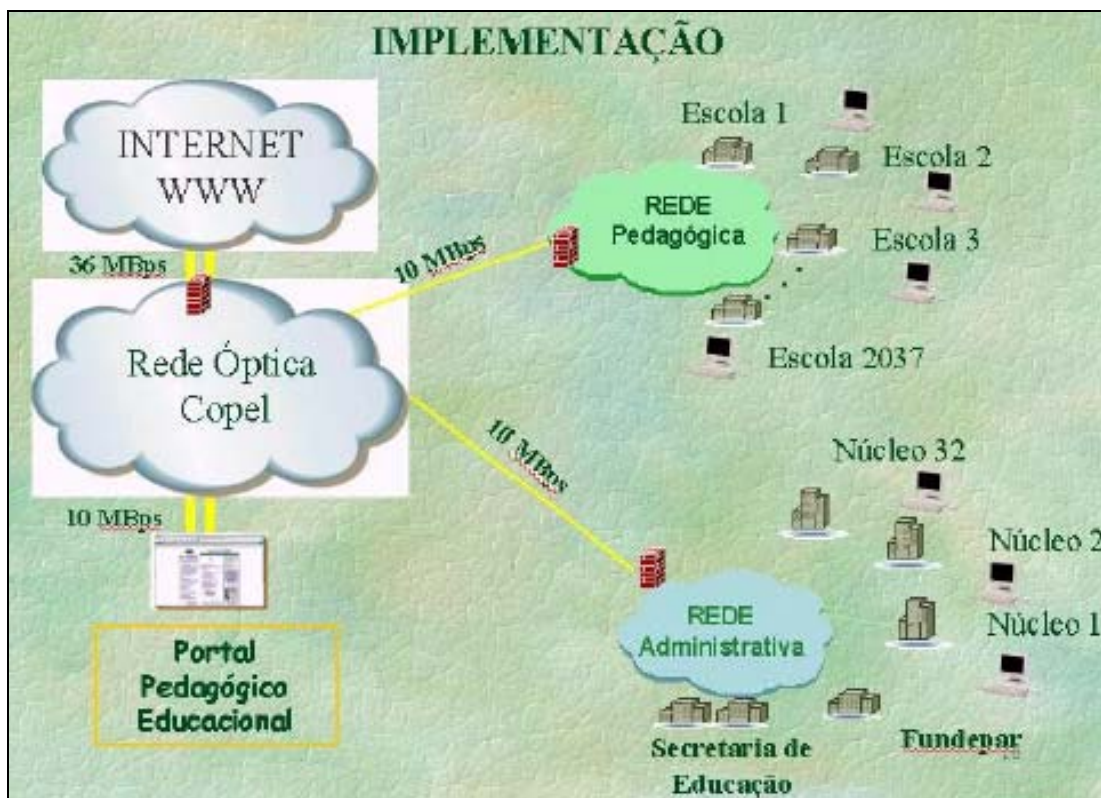 IMPLEMENTAÇÃO
INTERNET
WWW
36 MBps
Rede Óptica
Copel
10 MBps
Portal
Pedagógico
Educacional
10 MBps
REDE
Pedagógica
Escola 1
Escola 2
Escola 3
Escola 2037
10 MBps
REDE
Administrativa
Núcleo 32
Núcleo 2
Núcleo 1
Secretaria de
Educação
Fundepar